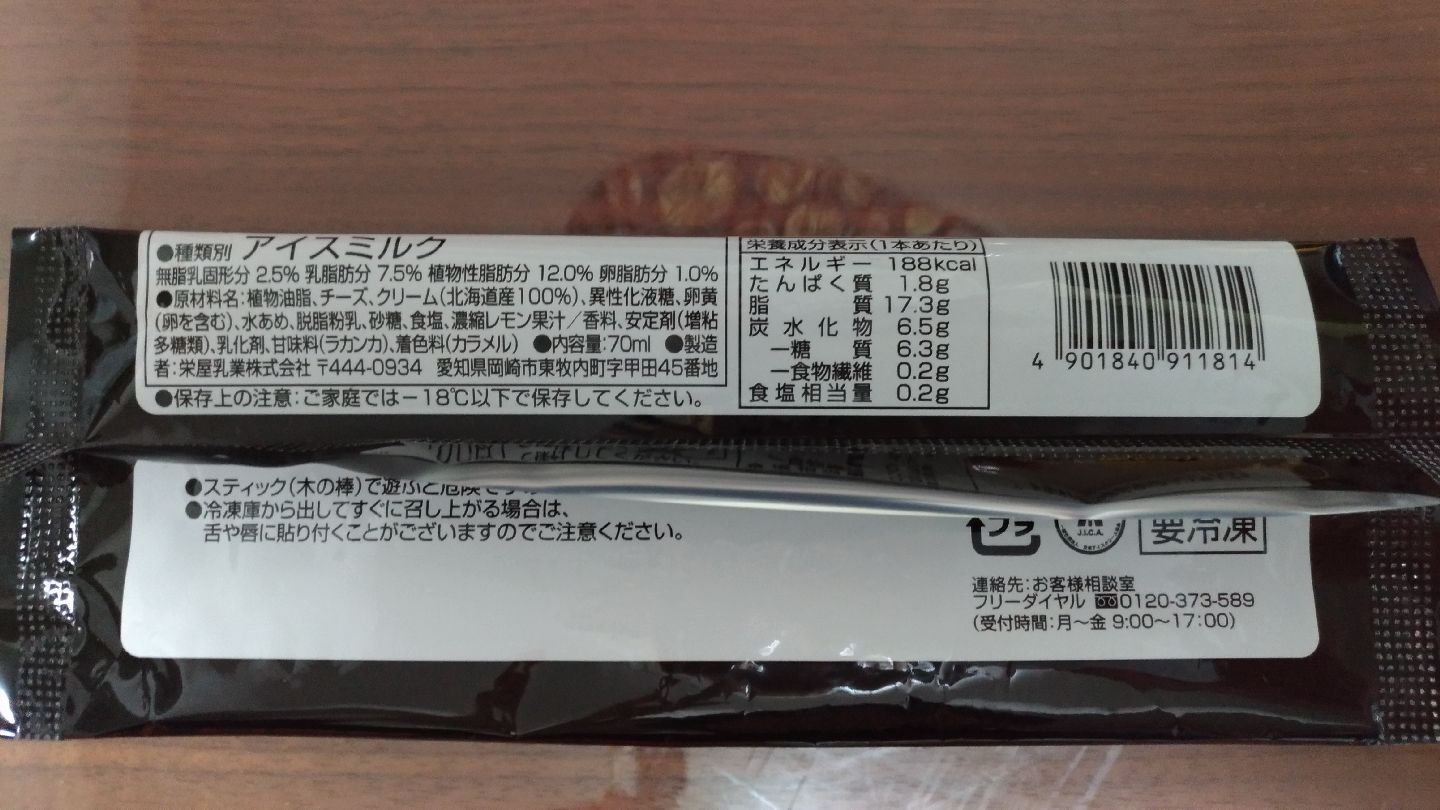 ●種類別 アイスミルク
無脂乳固形分 2.5% 乳脂肪分 7.5% 植物性脂肪分 12.0% 卵脂肪分 1.0%
●原材料名:植物油脂、チーズ、クリーム(北海道産100%)、異性化液糖、卵黄
(卵を含む)、水あめ、脱脂粉乳、砂糖、食塩、濃縮レモン果汁/香料、安定剤(増粘
多糖類)、乳化剤、甘味料(ラカンカ)、着色料(カラメル) ●内容量:70ml ●製造
者:栄屋乳業株式会社 〒444-0934 愛知県岡崎市東牧内町字甲田45番地
●保存上の注意:ご家庭では-18℃以下で保存してください。
栄養成分表示(1本あたり)
エネルギー 188kcal
たんぱく質 1.8g
脂質 17.3g
炭水化物 6.5g
-糖質 6.3g
-食物繊維 0.2g
食塩相当量 0.2g
4 901840 911814
●スティック(木の棒)で遊ぶと危険です
●冷凍庫から出してすぐに召し上がる場合は、
舌や唇に貼り付くことがございますのでご注意ください。
プラ
J.I.C.A.
要冷凍
連絡先:お客様相談室
フリーダイヤル 0120-373-589
(受付時間:月~金 9:00~17:00)